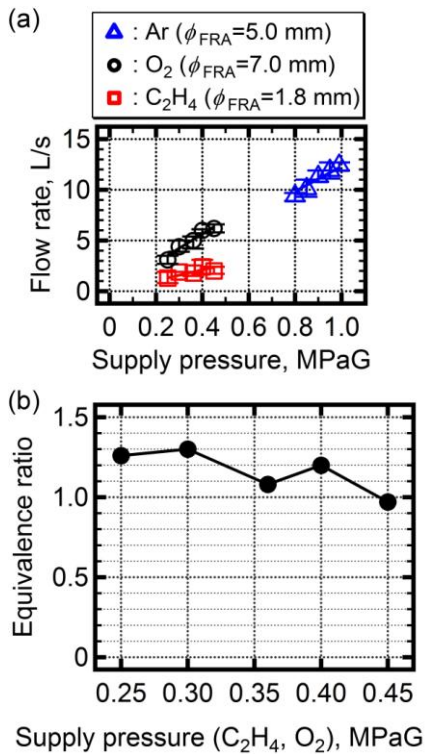 (a)
△ : Ar (ϕFRA=5.0 mm)
○ : O₂ (ϕFRA=7.0 mm)
□ : C₂H₄ (ϕFRA=1.8 mm)
15
10
5
0
Flow rate, L/s
0 0.2 0.4 0.6 0.8 1.0
Supply pressure, MPaG
(b)
1.5
1.0
0.5
0
Equivalence ratio
0.25 0.30 0.35 0.40 0.45
Supply pressure (C₂H₄, O₂), MPaG